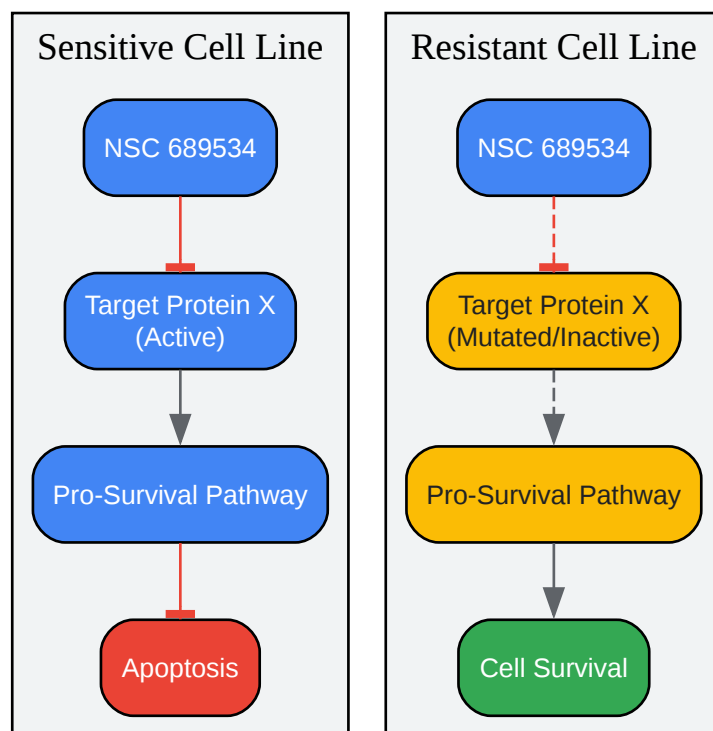 Sensitive Cell Line
NSC 689534
Target Protein X
(Active)
Pro-Survival Pathway
Apoptosis
Resistant Cell Line
NSC 689534
Target Protein X
(Mutated/Inactive)
Pro-Survival Pathway
Cell Survival